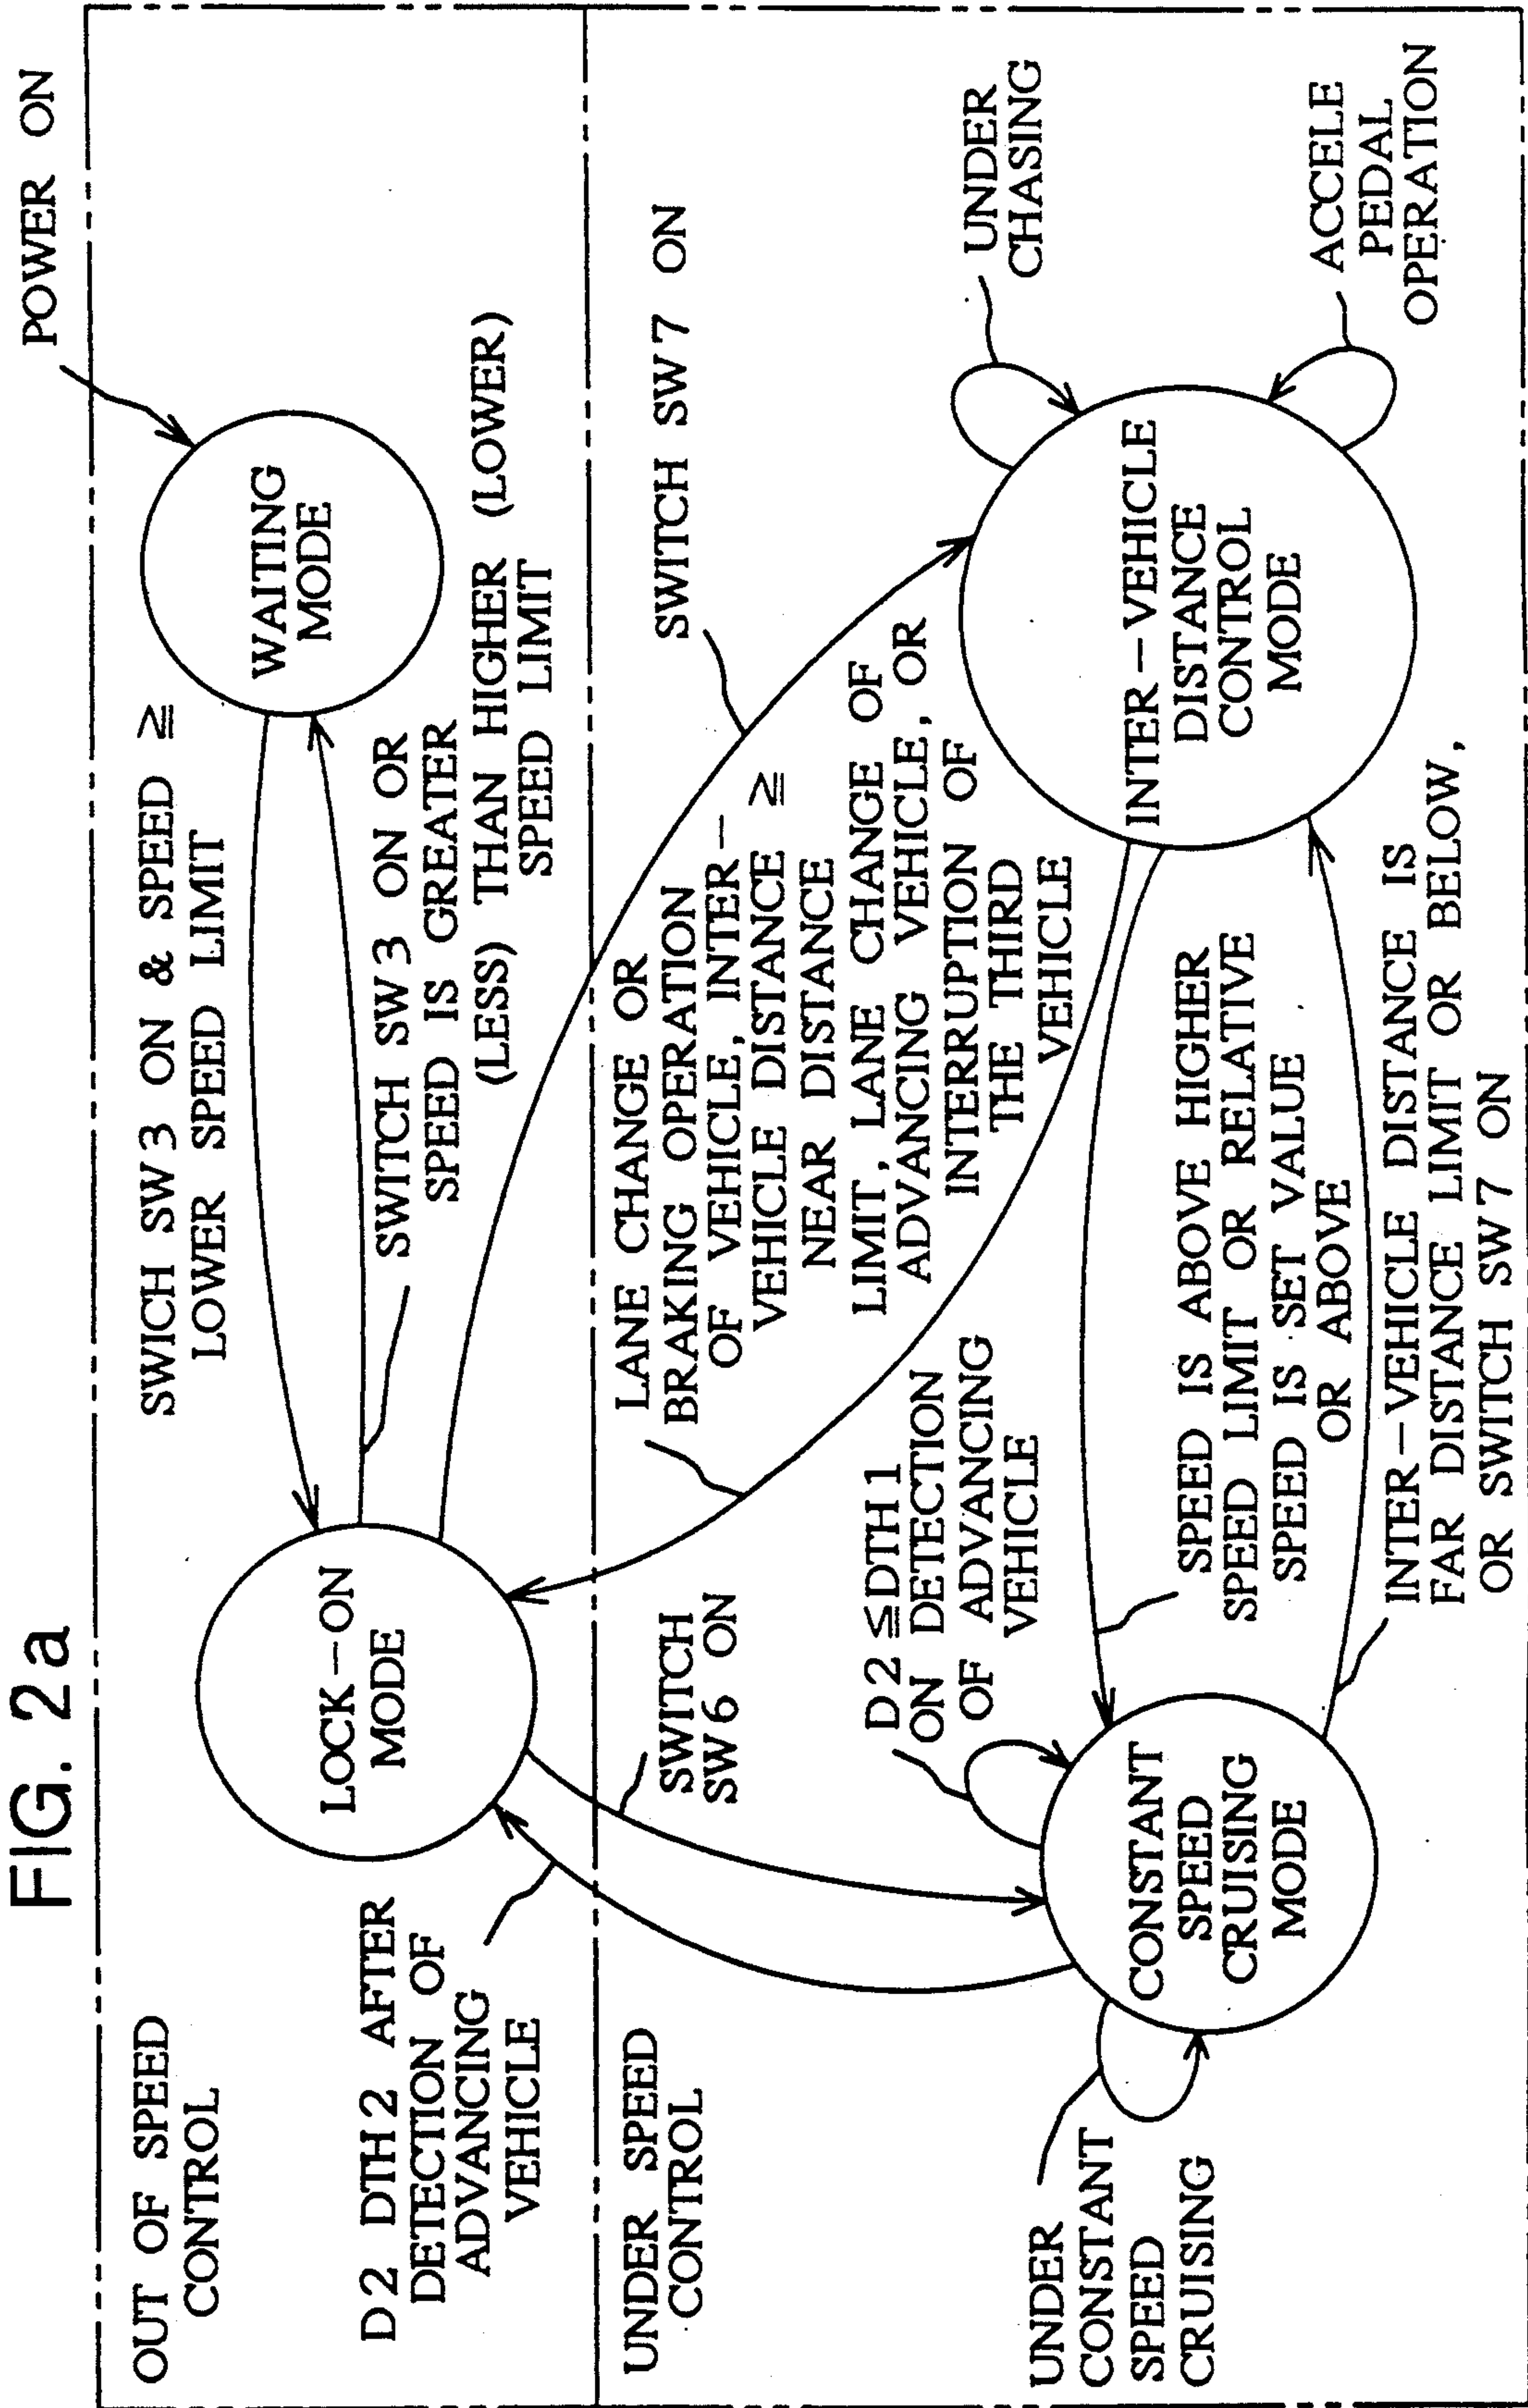 FIG. 2a
OUT OF SPEED
CONTROL
POWER ON
SWICH SW3 ON & SPEED ≧
LOWER SPEED LIMIT
WAITING
MODE
LOCK-ON
MODE
SWITCH SW3 ON OR
SPEED IS GREATER
(LESS) THAN HIGHER (LOWER)
SPEED LIMIT
D2 DTH2 AFTER
DETECTION OF
ADVANCING
VEHICLE
UNDER SPEED
CONTROL
SWITCH
SW6 ON
LANE CHANGE OR
BRAKING OPERATION
OF VEHICLE, INTER-
VEHICLE DISTANCE ≧
NEAR DISTANCE
LIMIT, LANE CHANGE OF
ADVANCING VEHICLE, OR
INTERRUPTION OF
THE THIRD
VEHICLE
SWITCH SW7 ON
UNDER
CHASING
D2≦DTH1
ON DETECTION
OF ADVANCING
VEHICLE
UNDER
CONSTANT
SPEED
CRUISING
CONSTANT
SPEED
CRUISING
MODE
SPEED IS ABOVE HIGHER
SPEED LIMIT OR RELATIVE
SPEED IS SET VALUE
OR ABOVE
INTER-VEHICLE
DISTANCE
CONTROL
MODE
ACCELE
PEDAL
OPERATION
INTER-VEHICLE DISTANCE IS
FAR DISTANCE LIMIT OR BELOW,
OR SWITCH SW7 ON